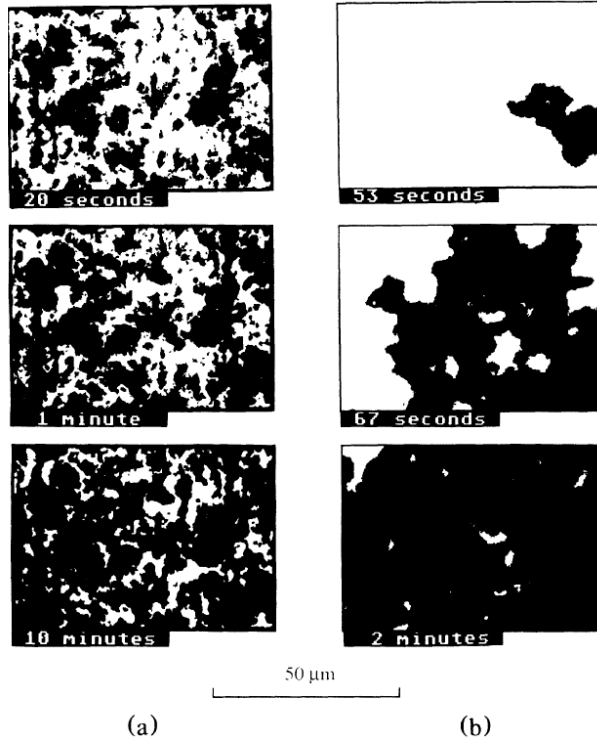 20 seconds
53 seconds
1 minute
67 seconds
10 minutes
2 minutes
50 μm
(a)
(b)